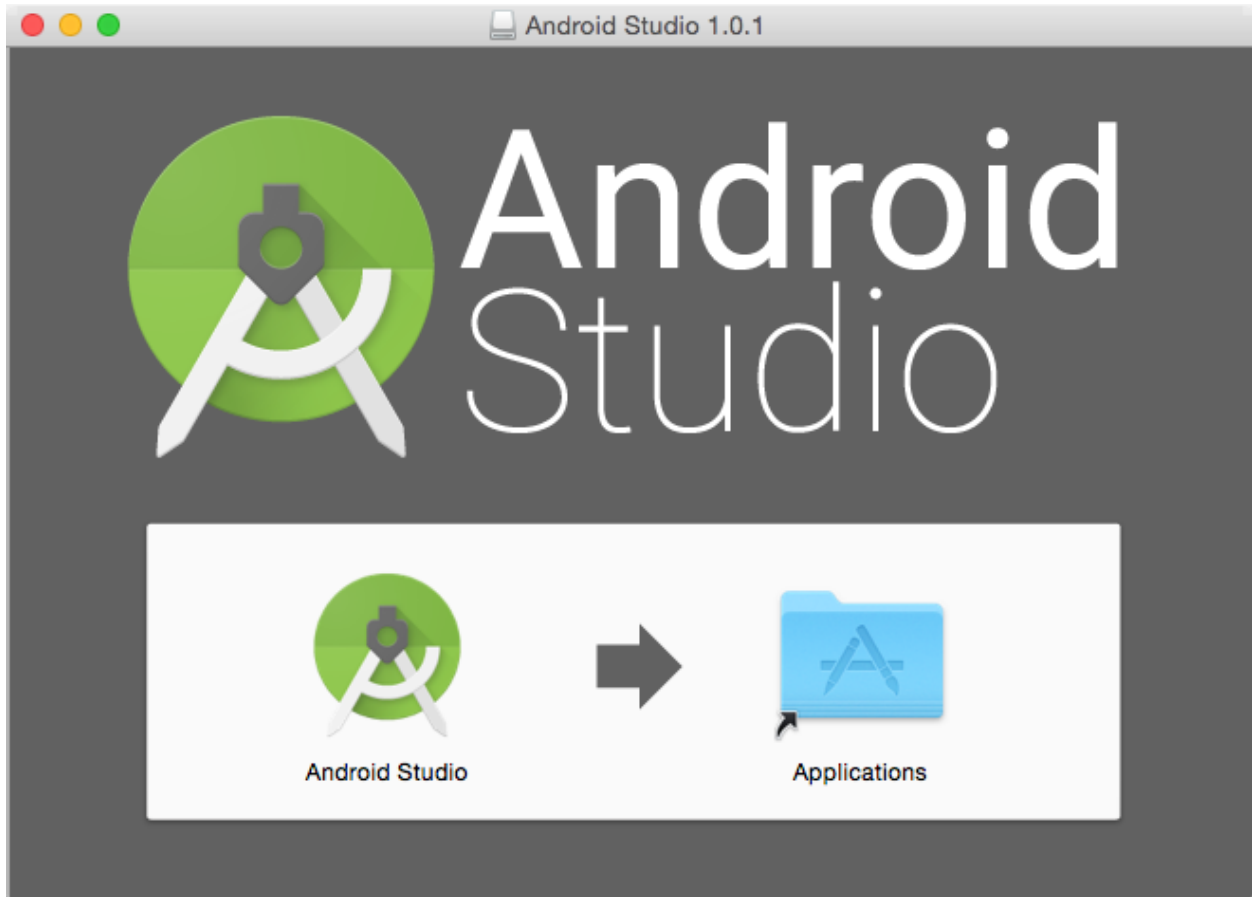 Android Studio 1.0.1
Android
Studio
Android Studio
Applications